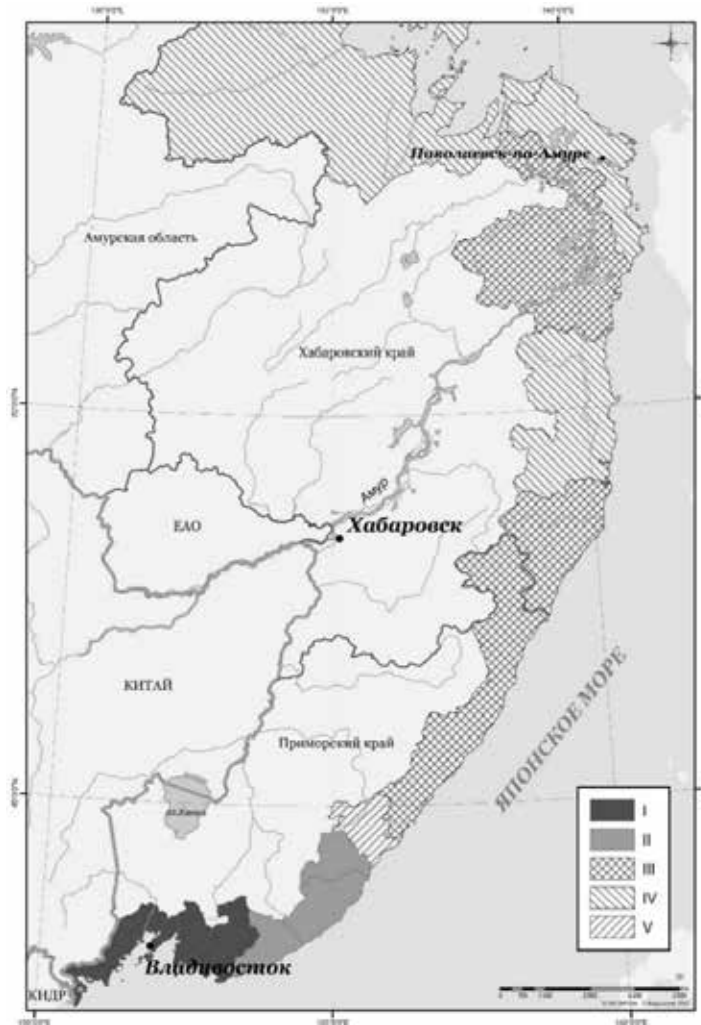 Николаевск-на-Амуре
Амурская область
Хабаровский край
Амур
ЕАО
Хабаровск
КИТАЙ
Приморский край
ЯПОНСКОЕ МОРЕ
I
II
III
IV
V
Владивосток
КНДР